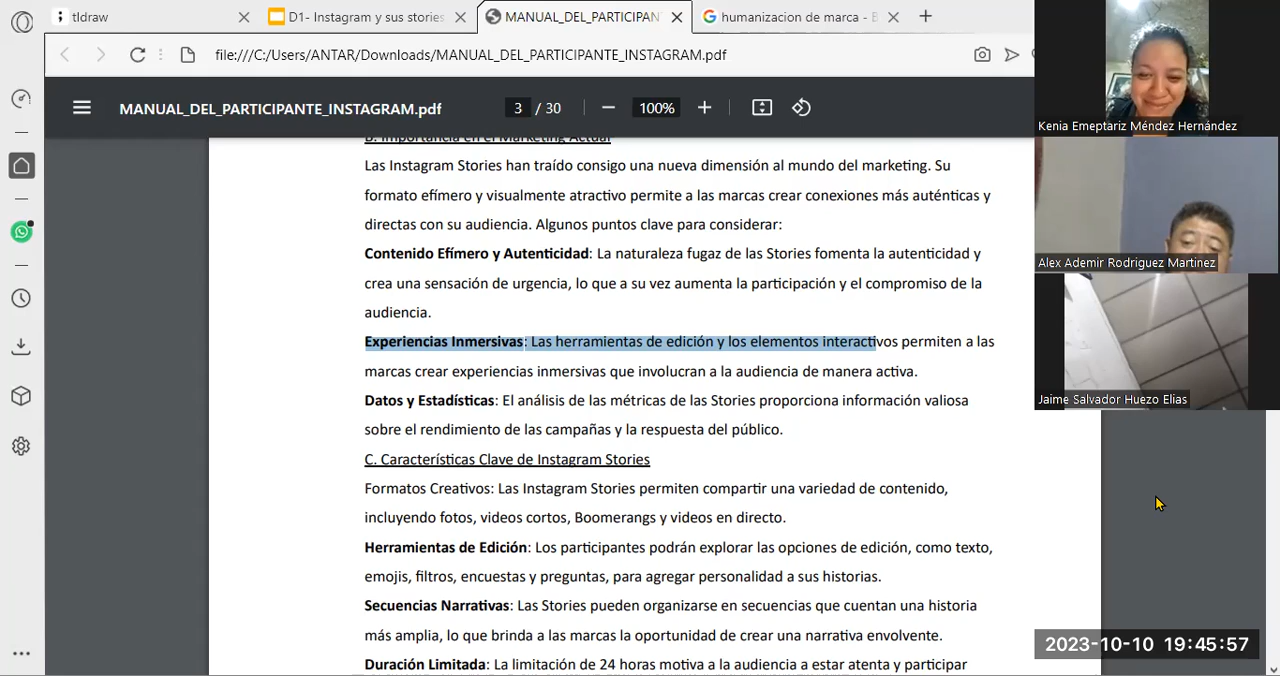 tldraw
D1- Instagram y sus stories
MANUAL_DEL_PARTICIPAN
humanizacion de marca - B
file:///C:/Users/ANTAR/Downloads/MANUAL_DEL_PARTICIPANTE_INSTAGRAM.pdf
MANUAL_DEL_PARTICIPANTE_INSTAGRAM.pdf
3 / 30
100%
B. Importancia en el Marketing Actual
Las Instagram Stories han traído consigo una nueva dimensión al mundo del marketing. Su
formato efímero y visualmente atractivo permite a las marcas crear conexiones más auténticas y
directas con su audiencia. Algunos puntos clave para considerar:
Contenido Efímero y Autenticidad: La naturaleza fugaz de las Stories fomenta la autenticidad y
crea una sensación de urgencia, lo que a su vez aumenta la participación y el compromiso de la
audiencia.
Experiencias Inmersivas: Las herramientas de edición y los elementos interactivos permiten a las
marcas crear experiencias inmersivas que involucran a la audiencia de manera activa.
Datos y Estadísticas: El análisis de las métricas de las Stories proporciona información valiosa
sobre el rendimiento de las campañas y la respuesta del público.
C. Características Clave de Instagram Stories
Formatos Creativos: Las Instagram Stories permiten compartir una variedad de contenido,
incluyendo fotos, videos cortos, Boomerangs y videos en directo.
Herramientas de Edición: Los participantes podrán explorar las opciones de edición, como texto,
emojis, filtros, encuestas y preguntas, para agregar personalidad a sus historias.
Secuencias Narrativas: Las Stories pueden organizarse en secuencias que cuentan una historia
más amplia, lo que brinda a las marcas la oportunidad de crear una narrativa envolvente.
Duración Limitada: La limitación de 24 horas motiva a la audiencia a estar atenta y participar
Kenia Emeptariz Méndez Hernández
Alex Ademir Rodriguez Martinez
Jaime Salvador Huezo Elias
2023-10-10 19:45:57